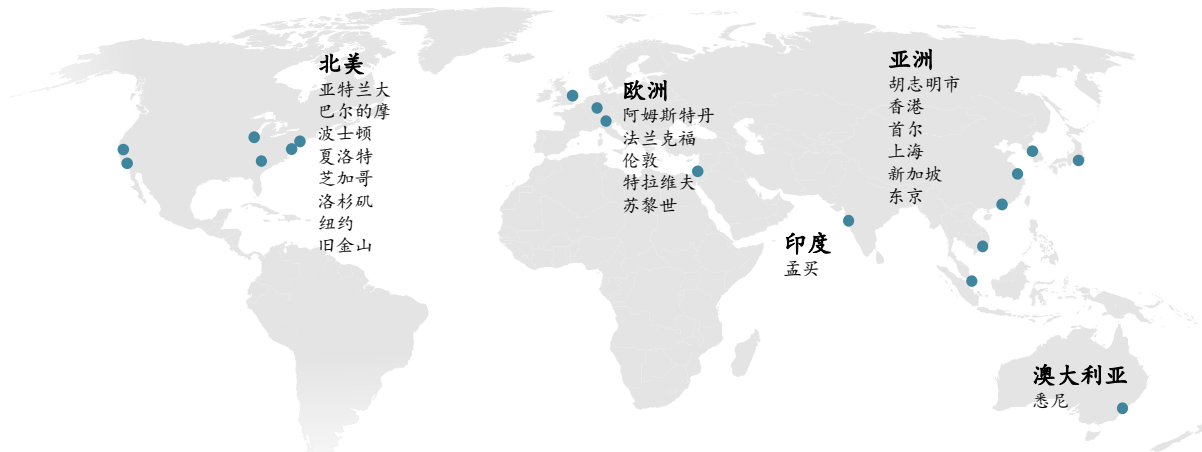 北美
亚特兰大
巴尔的摩
波士顿
夏洛特
芝加哥
洛杉矶
纽约
旧金山
欧洲
阿姆斯特丹
法兰克福
伦敦
特拉维夫
苏黎世
印度
孟买
亚洲
胡志明市
香港
首尔
上海
新加坡
东京
澳大利亚
悉尼